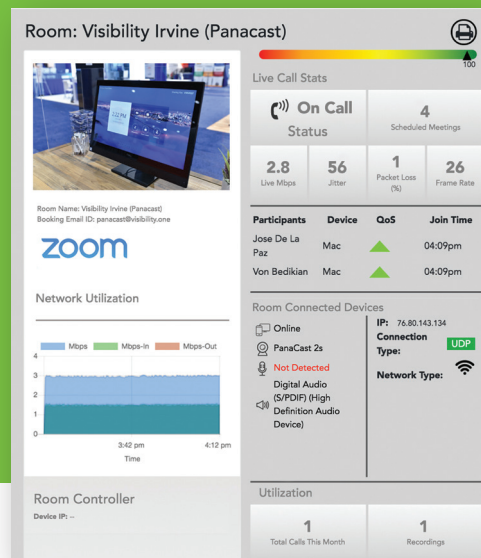 Room: Visibility Irvine (Panacast)
100
2:22 PM
Room Name: Visibility Irvine (Panacast)
Booking Email ID: panacast@visibility.one
zoom
Network Utilization
Mbps Mbps-In Mbps-Out
4
3
2
1
0
3:42 pm 4:12 pm
Time
Room Controller
Device IP: --
Live Call Stats
On Call
Status
4
Scheduled Meetings
2.8
Live Mbps
56
Jitter
1
Packet Loss
(%)
26
Frame Rate
Participants Device QoS Join Time
Jose De La
Paz Mac 04:09pm
Von Bedikian Mac 04:09pm
Room Connected Devices
Online
PanaCast 2s
Not Detected
Digital Audio
(S/PDIF) (High
Definition Audio
Device)
IP: 76.80.143.134
Connection
Type: UDP
Network Type:
Utilization
1
Total Calls This Month
1
Recordings